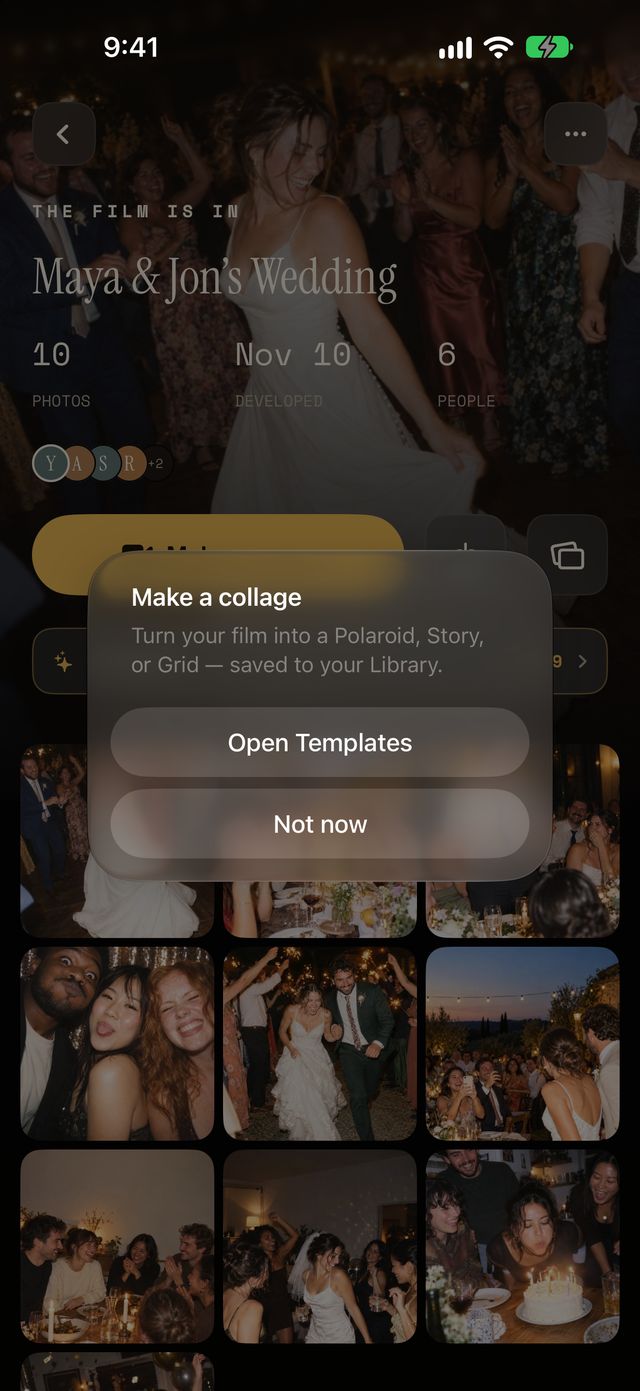 9:41
THE FILM IS IN
Maya & Jon's Wedding
10
Nov 10
6
PHOTOS
DEVELOPED
PEOPLE
Y A S R +2
Make a collage
Turn your film into a Polaroid, Story,
or Grid — saved to your Library.
9
Open Templates
Not now